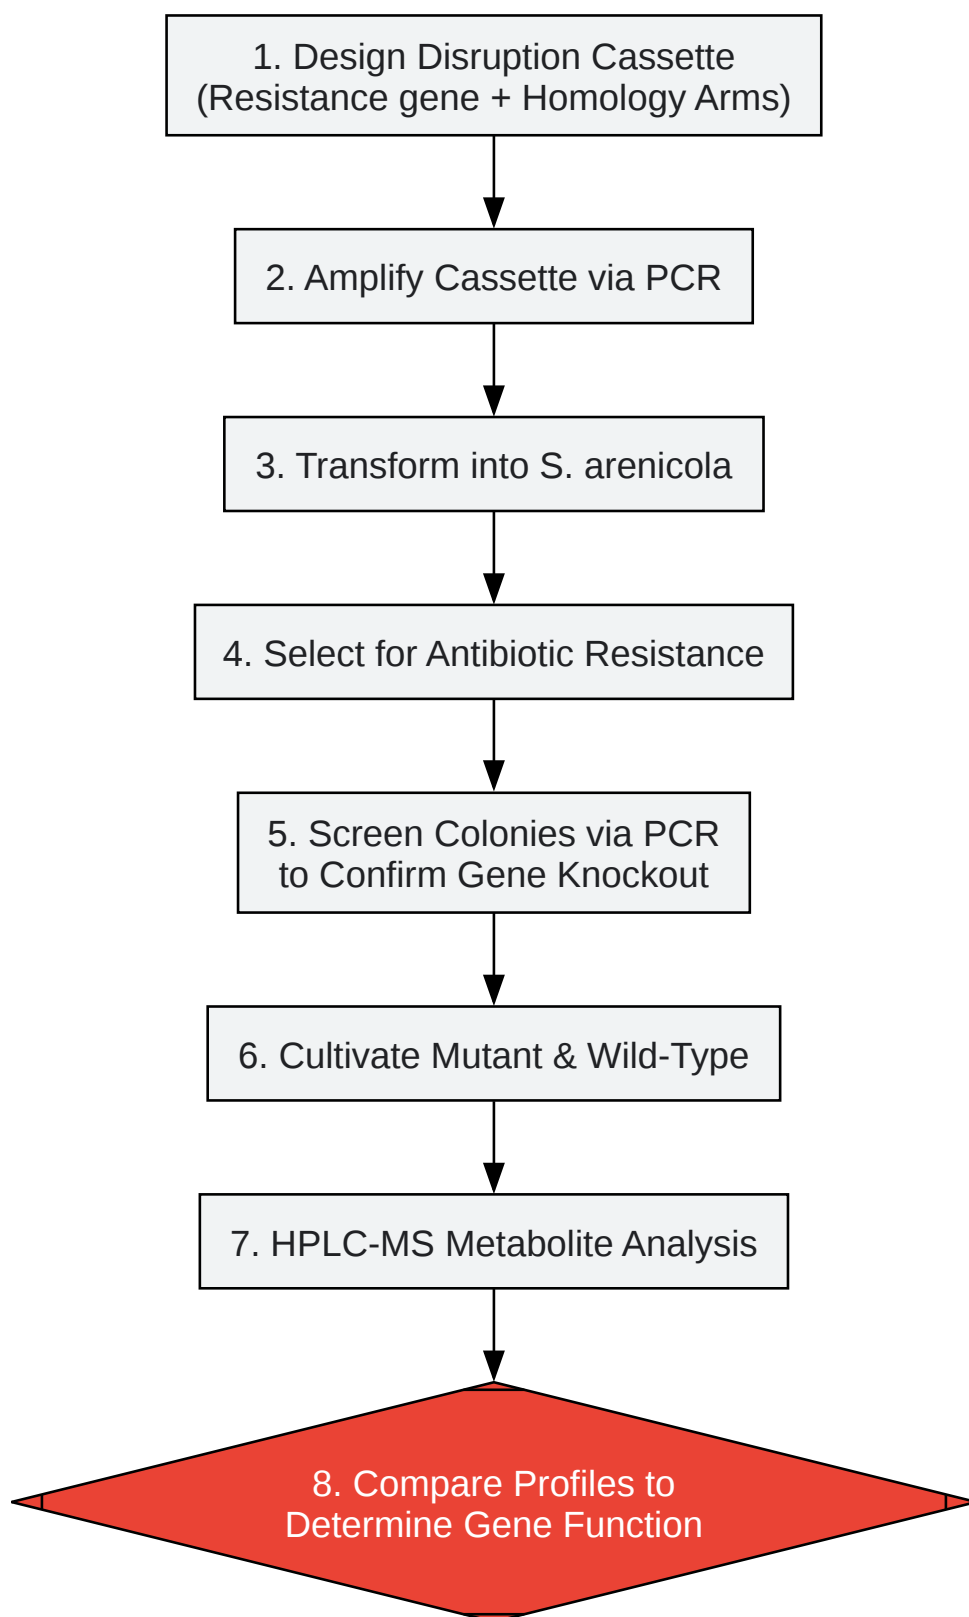 1. Design Disruption Cassette
(Resistance gene + Homology Arms)
2. Amplify Cassette via PCR
3. Transform into S. arenicola
4. Select for Antibiotic Resistance
5. Screen Colonies via PCR
to Confirm Gene Knockout
6. Cultivate Mutant & Wild-Type
7. HPLC-MS Metabolite Analysis
8. Compare Profiles to
Determine Gene Function